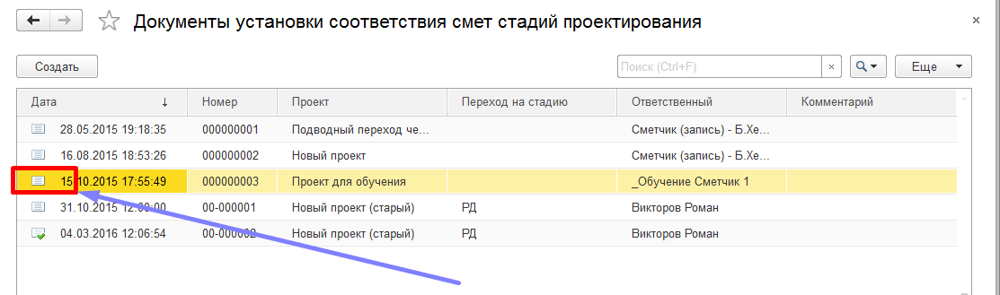 Документы установки соответствия смет стадий проектирования
Создать Поиск (Ctrl+F) × Еще
Дата Номер Проект Переход на стадию Ответственный Комментарий
28.05.2015 19:18:35 000000001 Подводный переход че... Сметчик (запись) - Б.Хе...
16.08.2015 18:53:26 000000002 Новый проект Сметчик (запись) - Б.Хе...
15.10.2015 17:55:49 000000003 Проект для обучения _Обучение Сметчик 1
31.10.2015 12:00:00 00-000001 Новый проект (старый) РД Викторов Роман
04.03.2016 12:06:54 00-000002 Новый проект (старый) РД Викторов Роман